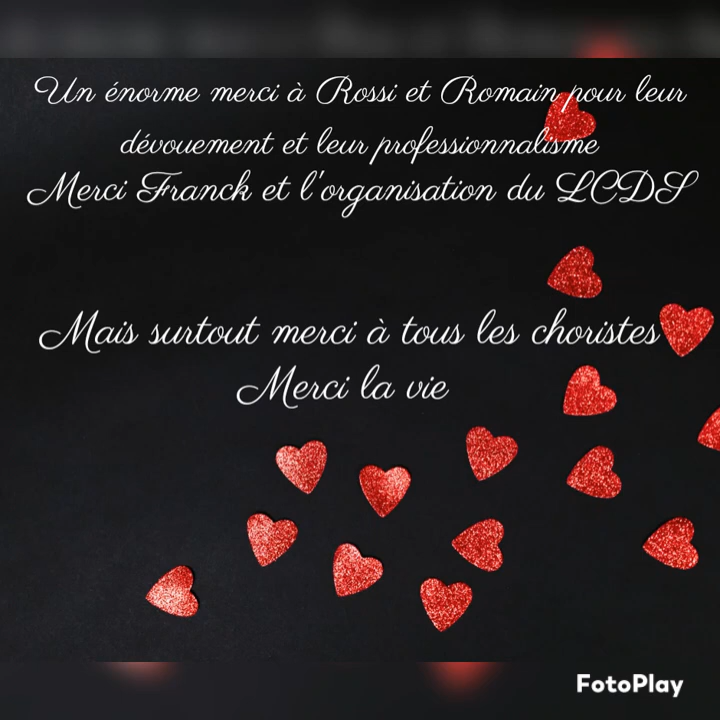 Un énorme merci à Rossi et Romain pour leur
dévouement et leur professionnalisme
Merci Franck et l'organisation du LCDS
Mais surtout merci à tous les choristes
Merci la vie
FotoPlay